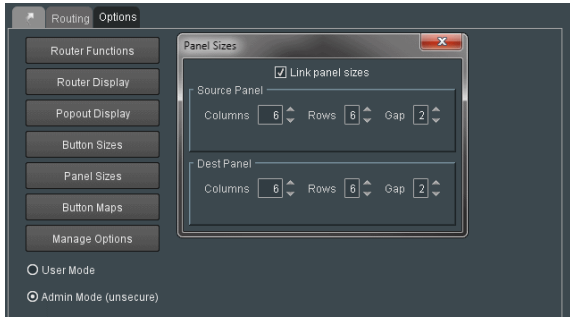 Routing Options
Router Functions
Router Display
Popout Display
Button Sizes
Panel Sizes
Button Maps
Manage Options
User Mode
Admin Mode (unsecure)
Panel Sizes
Link panel sizes
Source Panel
Columns 6 Rows 6 Gap 2
Dest Panel
Columns 6 Rows 6 Gap 2